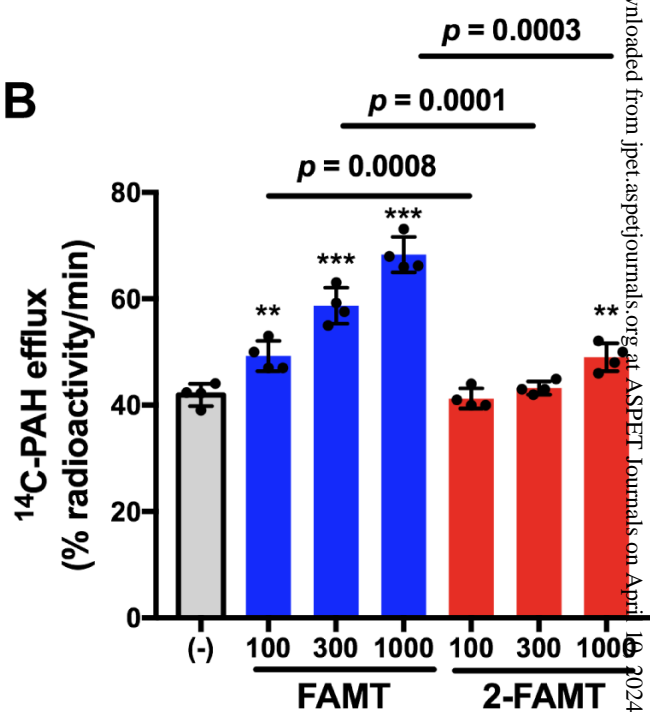 p = 0.0003
B
p = 0.0001
p = 0.0008
80
***
***
**
**
60
40
20
0
14C-PAH efflux
(% radioactivity/min)
(-) 100 300 1000 100 300 1000
FAMT 2-FAMT
wnloaded from jpet.aspetjournals.org at ASPET Journals on April 10, 2024